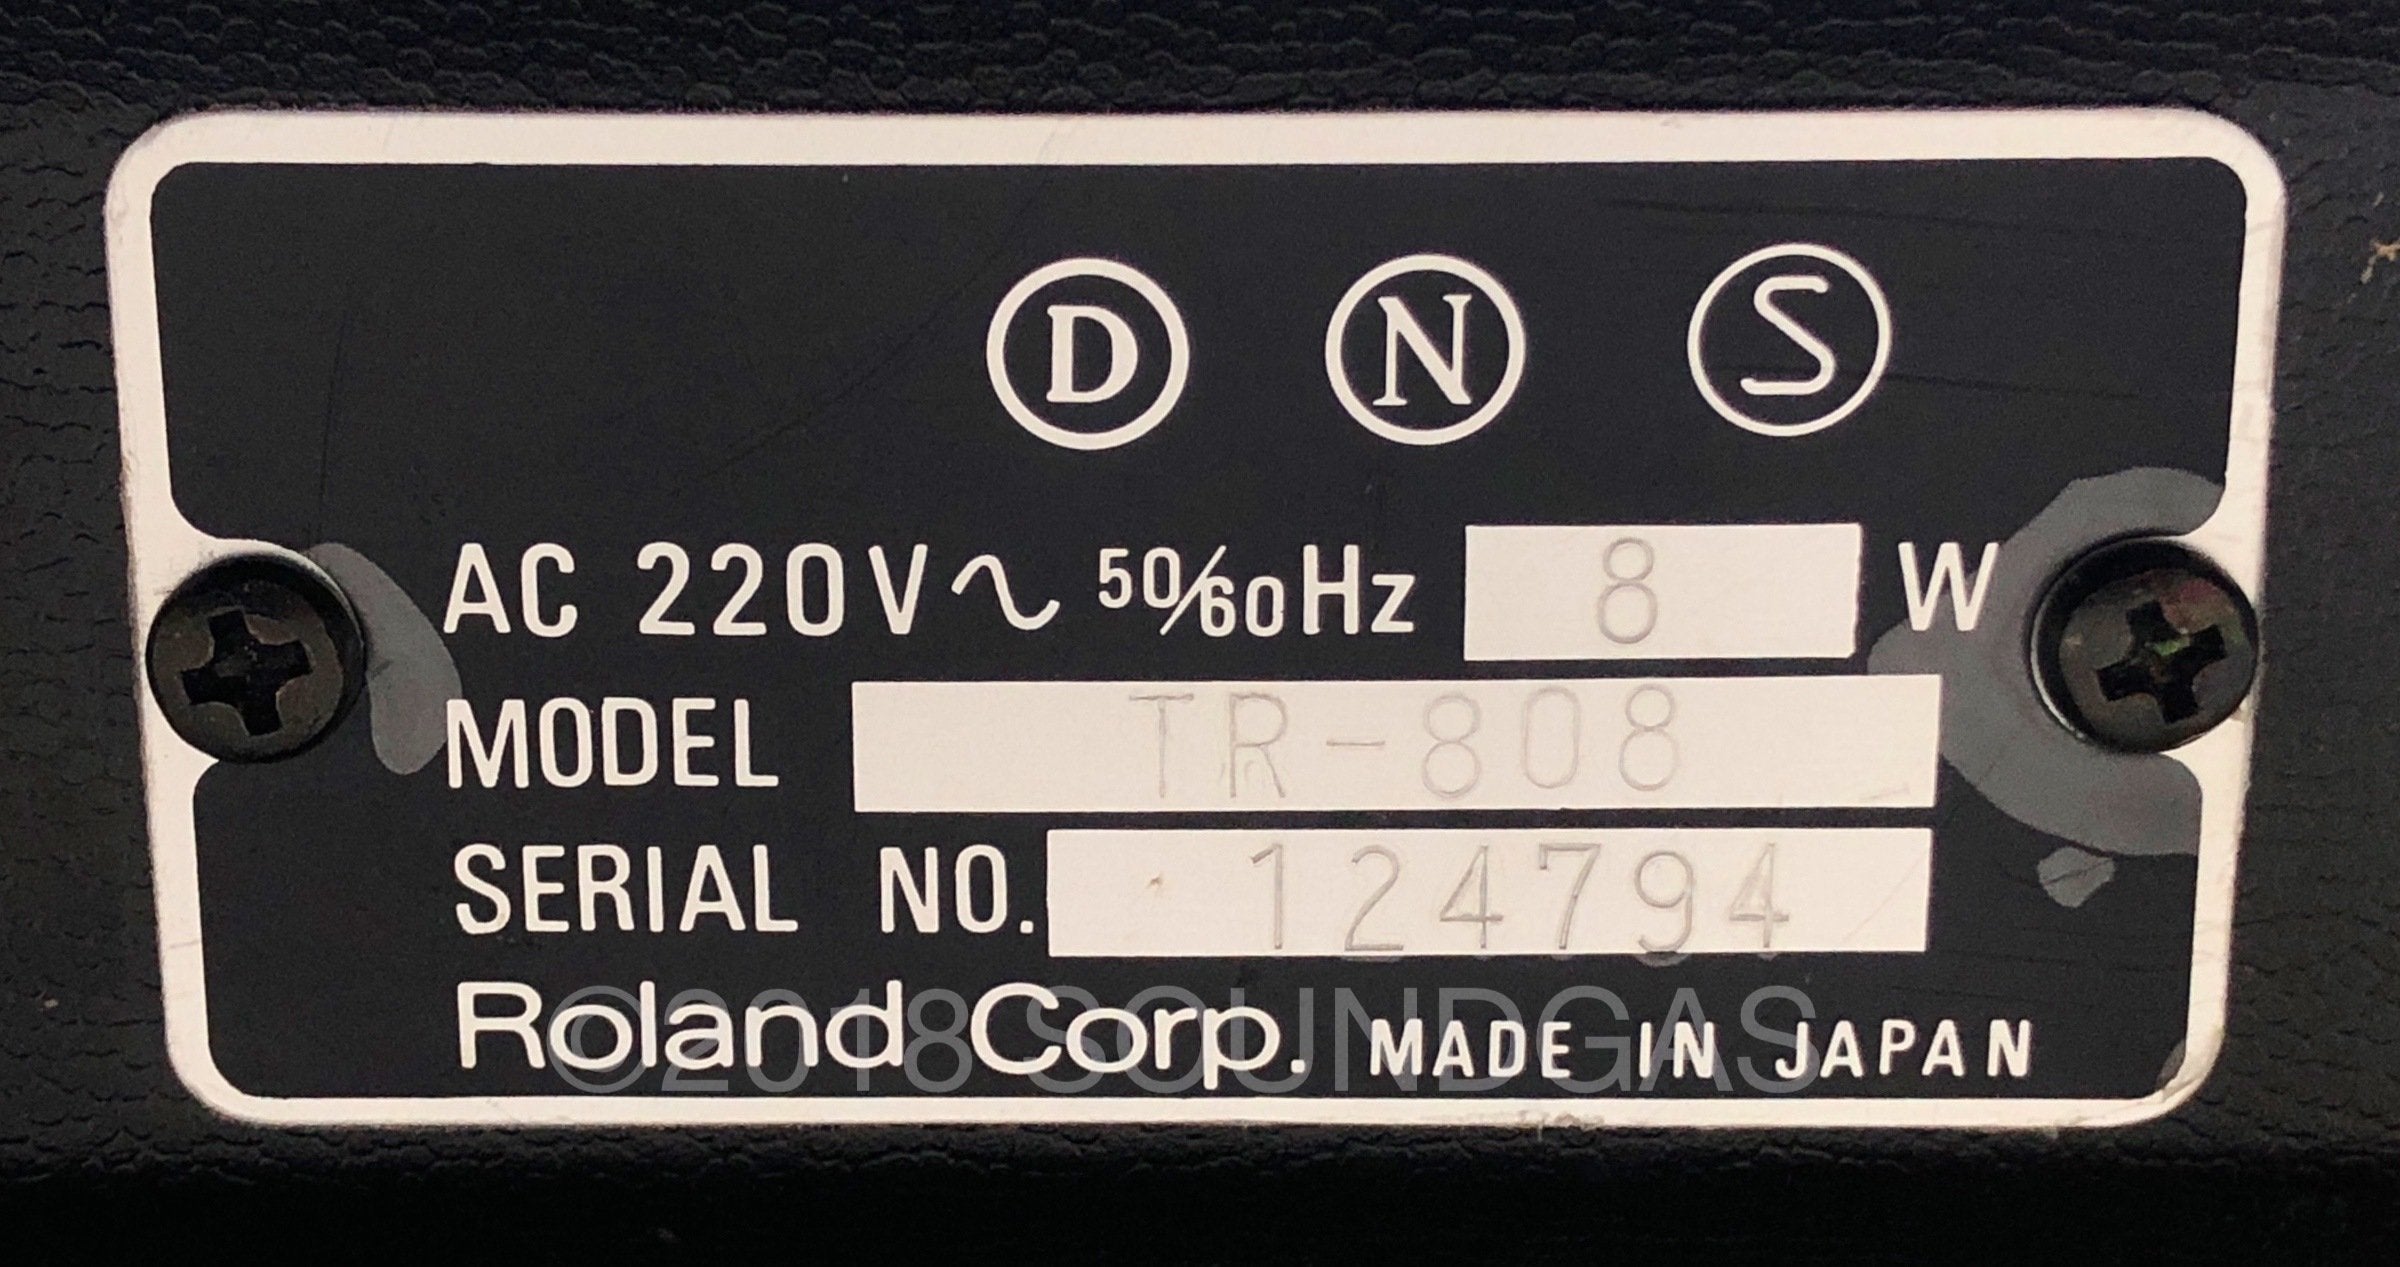 D N S
AC 220V～ 50/60Hz 8 W
MODEL TR-808
SERIAL NO. 124794
Roland Corp. MADE IN JAPAN
©2018 SOUNDGAS